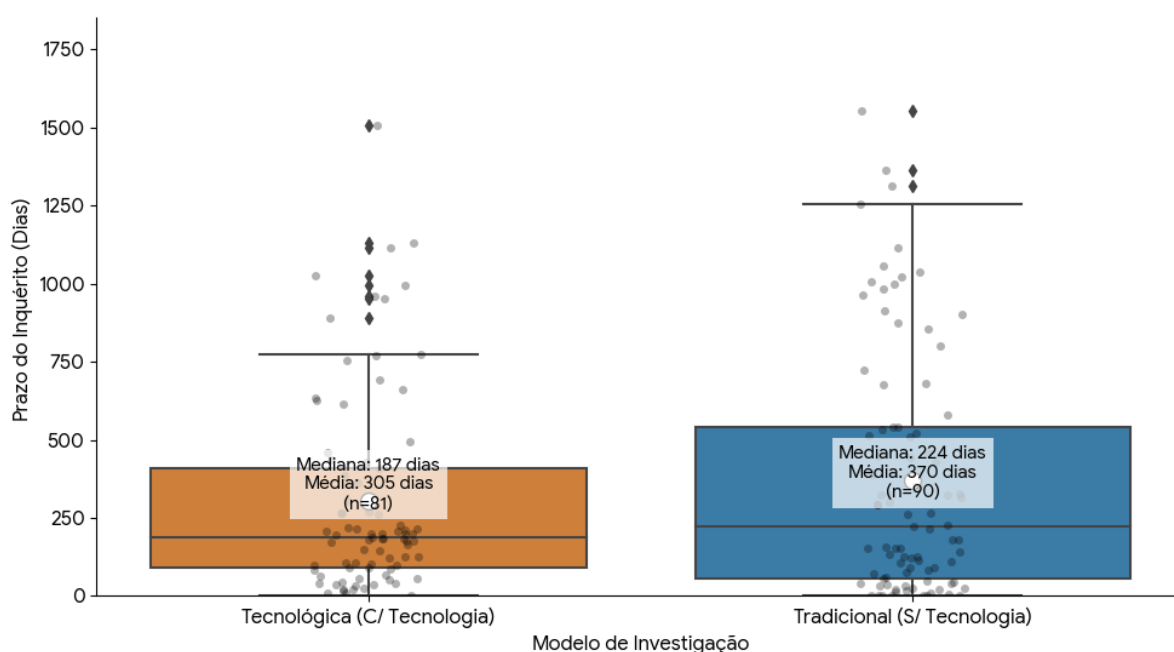 1750
1500
1250
1000
750
500
250
0
Prazo do Inquérito (Dias)
Mediana: 187 dias
Média: 305 dias
(n=81)
Mediana: 224 dias
Média: 370 dias
(n=90)
Tecnológica (C/ Tecnologia)
Tradicional (S/ Tecnologia)
Modelo de Investigação